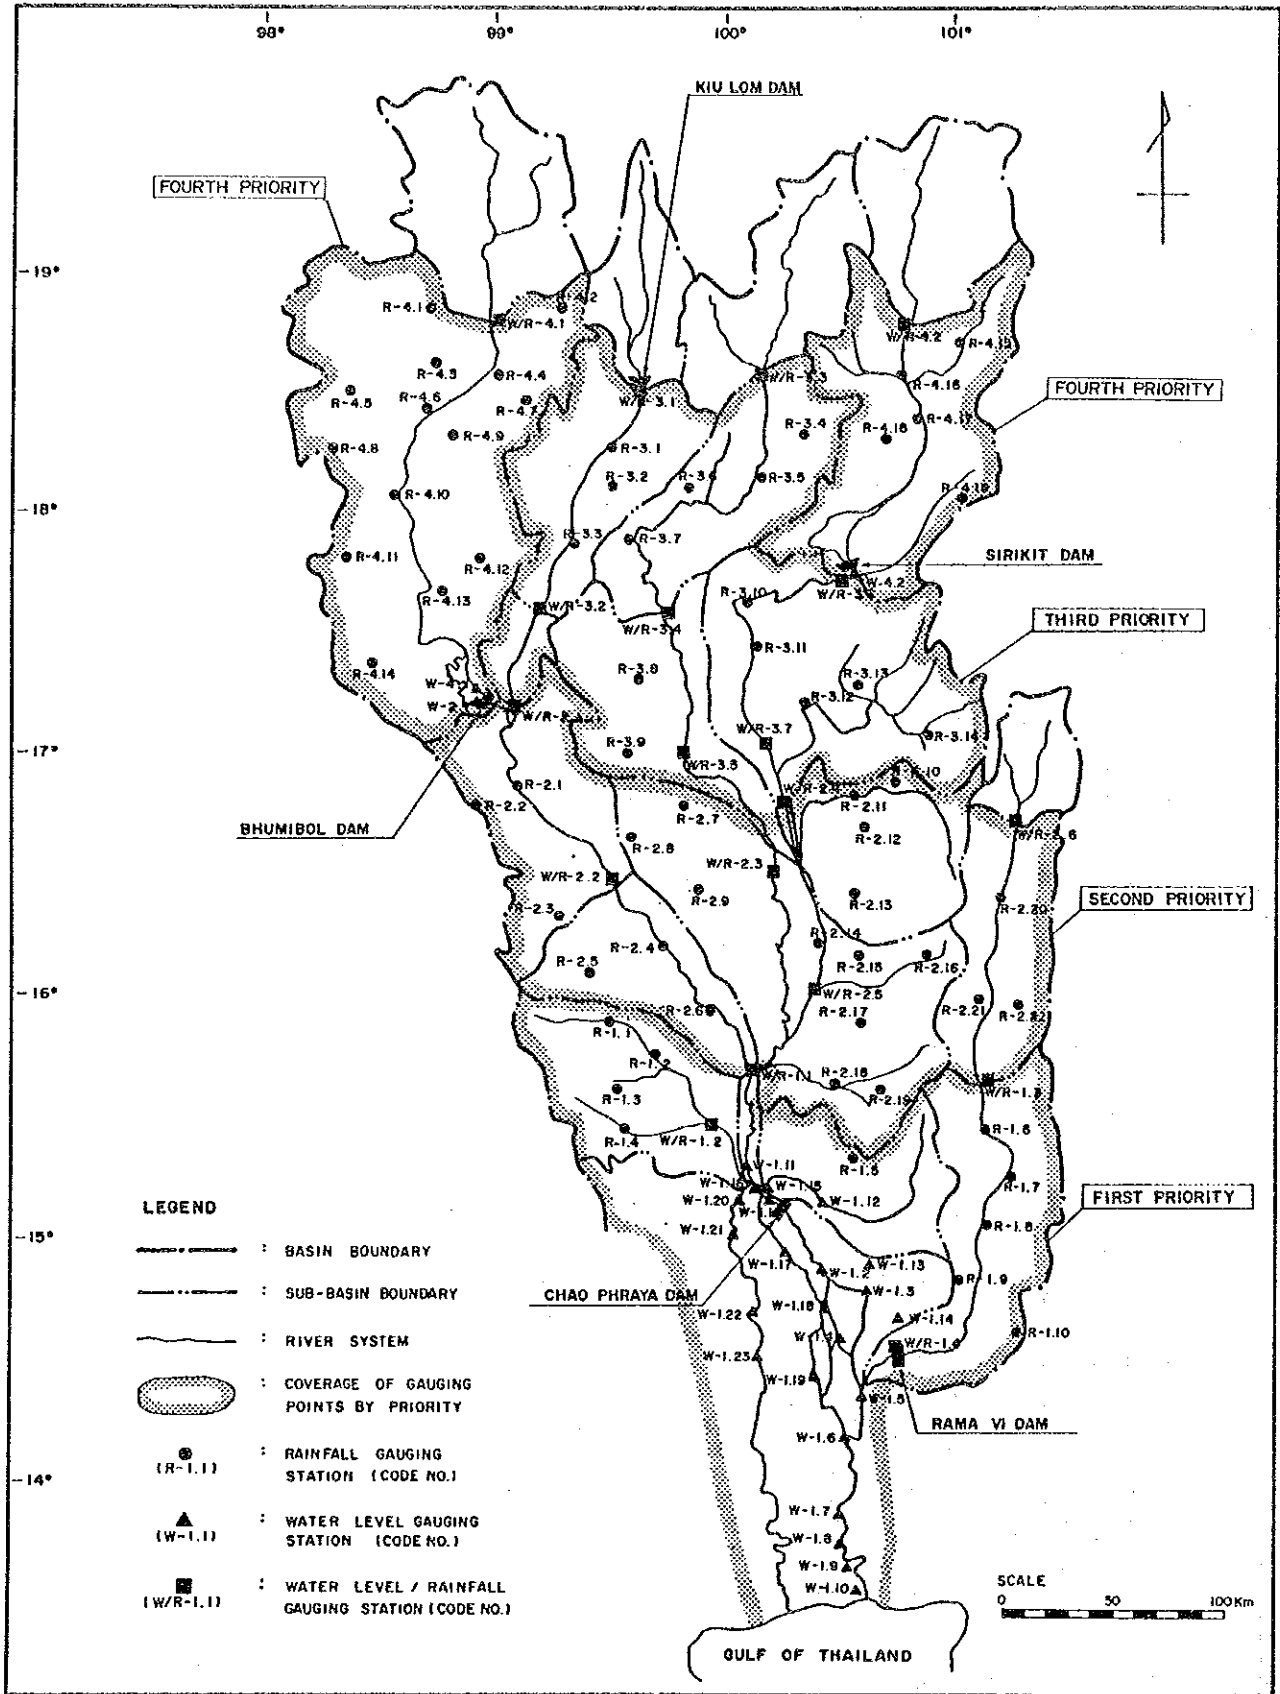 98°
99°
100°
101°
KIU LOM DAM
FOURTH PRIORITY
-19°
R-4.1
W/R-4.1
W/R-4.2
R-4.15
R-4.3
R-4.4
R-4.16
R-4.5
R-4.6
R-4.7
W/R-3.1
FOURTH PRIORITY
R-4.17
R-3.4
R-4.18
R-4.8
R-4.9
R-3.1
R-3.2
R-3.6
R-3.5
R-4.10
R-4.19
-18°
R-3.3
R-3.7
R-4.11
R-4.12
SIRIKIT DAM
W-4.2
R-4.13
W/R-3.2
R-3.10
W/R-3.4
THIRD PRIORITY
R-3.11
R-4.14
R-3.8
R-3.13
R-3.12
-17°
W/R-3.7
R-3.14
R-3.9
W/R-3.5
R-2.1
R-2.2
R-2.11
R-2.7
R-2.12
BHUMIBOL DAM
R-2.8
W/R-2.6
W/R-2.2
W/R-2.3
R-2.9
R-2.13
R-2.20
SECOND PRIORITY
R-2.3
R-2.4
R-2.14
R-2.15
R-2.16
R-2.5
-16°
W/R-2.5
R-2.6
R-2.17
R-2.21
R-2.22
R-1.1
R-1.2
W/R-1.1
R-2.18
R-2.19
W/R-1.3
R-1.3
R-1.4
W/R-1.2
R-1.5
R-1.6
R-1.7
FIRST PRIORITY
W-1.11
W-1.15
W-1.20
W-1.12
W-1.21
R-1.8
-15°
W-1.17
W-1.2
W-1.13
R-1.9
W-1.3
CHAO PHRAYA DAM
W-1.22
W-1.18
W-1.14
W-1.4
W/R-1.4
R-1.10
W-1.23
W-1.19
W-1.5
RAMA VI DAM
W-1.6
-14°
W-1.7
W-1.8
W-1.9
W-1.10
LEGEND
: BASIN BOUNDARY
: SUB-BASIN BOUNDARY
: RIVER SYSTEM
: COVERAGE OF GAUGING
POINTS BY PRIORITY
: RAINFALL GAUGING
(R-1.1) STATION (CODE NO.)
: WATER LEVEL GAUGING
(W-1.1) STATION (CODE NO.)
: WATER LEVEL / RAINFALL
(W/R-1.1) GAUGING STATION (CODE NO.)
SCALE
0 50 100 Km
GULF OF THAILAND